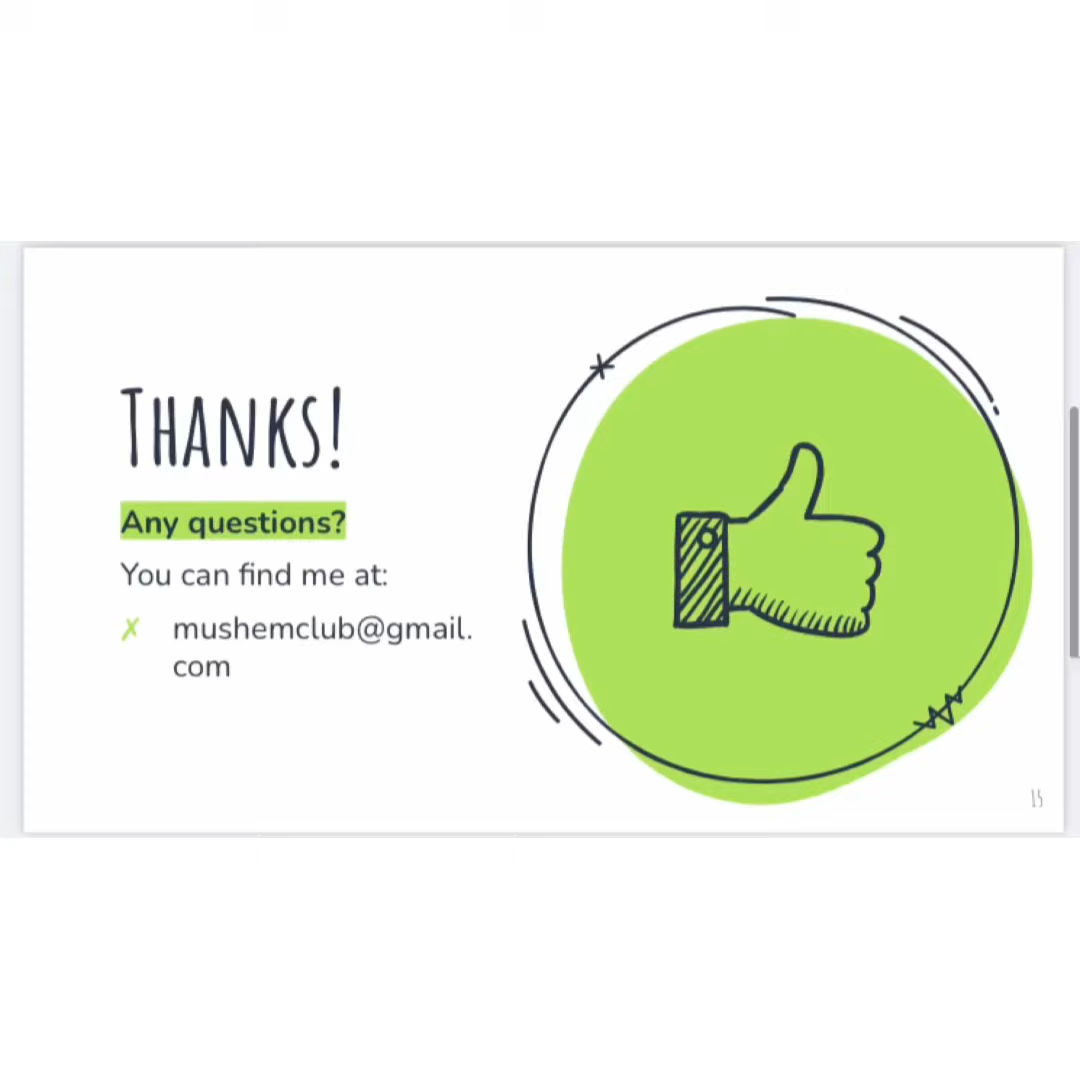 THANKS!
Any questions?
You can find me at:
✗ mushemclub@gmail.
com
15